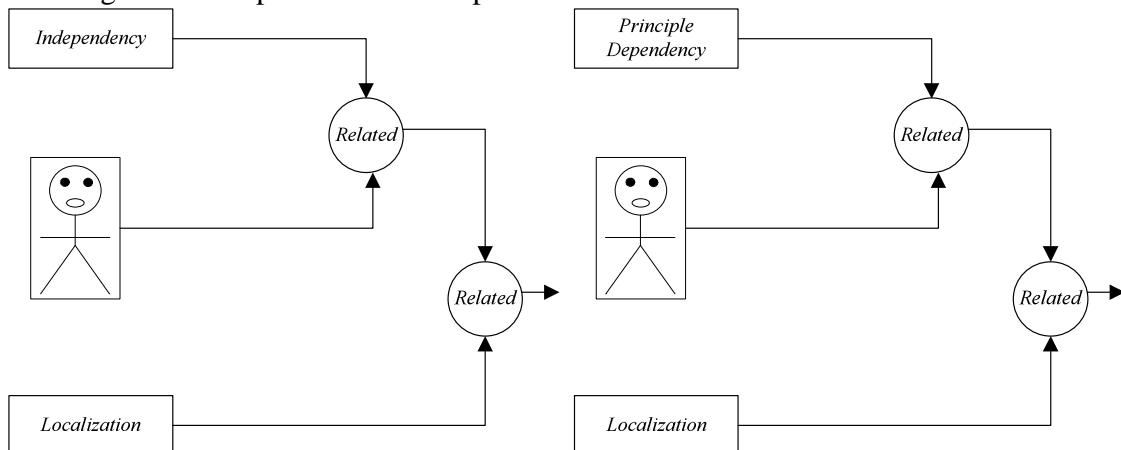 Independency
Principle
Dependency
Related
Related
Related
Related
Localization
Localization